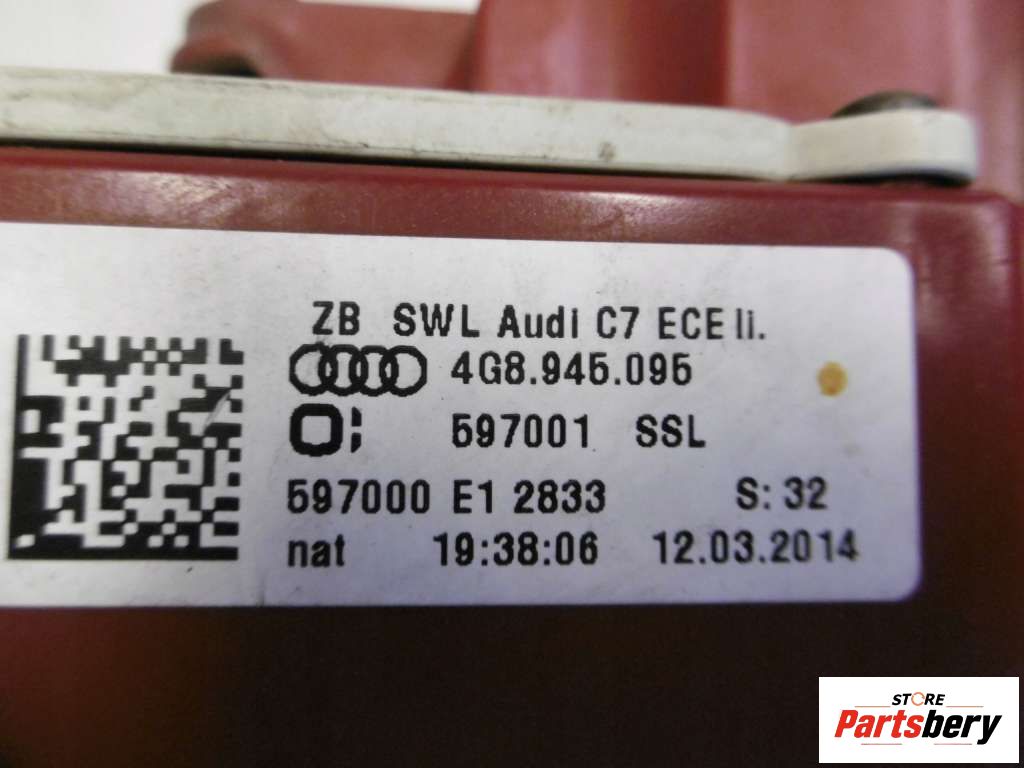 ZB SWL Audi C7 ECE li.
4G8.945.095
597001 SSL
597000 E1 2833 S: 32
nat 19:38:06 12.03.2014
STORE
Partsbery